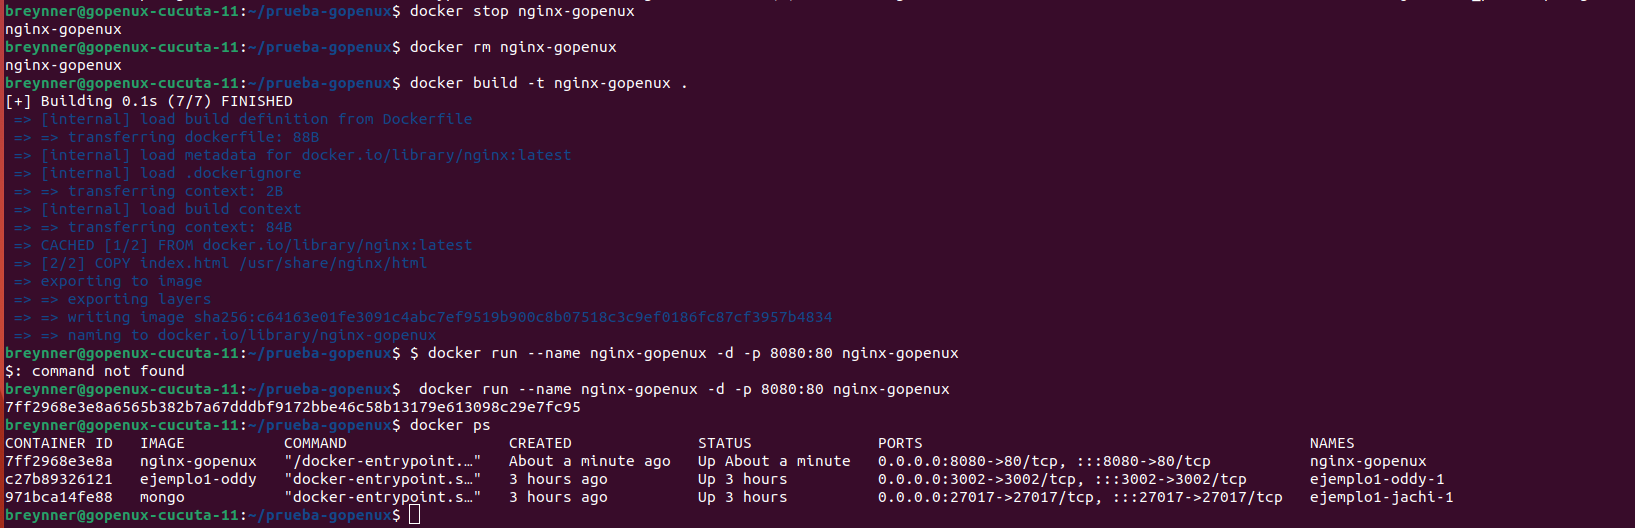 breynner@gopenux-cucuta-11:~/prueba-gopenux$ docker stop nginx-gopenux
nginx-gopenux
breynner@gopenux-cucuta-11:~/prueba-gopenux$ docker rm nginx-gopenux
nginx-gopenux
breynner@gopenux-cucuta-11:~/prueba-gopenux$ docker build -t nginx-gopenux .
[+] Building 0.1s (7/7) FINISHED
=> [internal] load build definition from Dockerfile
=> => transferring dockerfile: 88B
=> [internal] load metadata for docker.io/library/nginx:latest
=> [internal] load .dockerignore
=> => transferring context: 2B
=> [internal] load build context
=> => transferring context: 84B
=> CACHED [1/2] FROM docker.io/library/nginx:latest
=> [2/2] COPY index.html /usr/share/nginx/html
=> exporting to image
=> => exporting layers
=> => writing image sha256:c64163e01fe3091c4abc7ef9519b900c8b07518c3c9ef0186fc87cf3957b4834
=> => naming to docker.io/library/nginx-gopenux
breynner@gopenux-cucuta-11:~/prueba-gopenux$ $ docker run --name nginx-gopenux -d -p 8080:80 nginx-gopenux
$: command not found
breynner@gopenux-cucuta-11:~/prueba-gopenux$  docker run --name nginx-gopenux -d -p 8080:80 nginx-gopenux
7ff2968e3e8a6565b382b7a67dddbf9172bbe46c58b13179e613098c29e7fc95
breynner@gopenux-cucuta-11:~/prueba-gopenux$ docker ps
CONTAINER ID   IMAGE           COMMAND                  CREATED              STATUS              PORTS                                           NAMES
7ff2968e3e8a   nginx-gopenux   "/docker-entrypoint.…"   About a minute ago   Up About a minute   0.0.0.0:8080->80/tcp, :::8080->80/tcp           nginx-gopenux
c27b89326121   ejemplo1-oddy   "docker-entrypoint.s…"   3 hours ago          Up 3 hours          0.0.0.0:3002->3002/tcp, :::3002->3002/tcp       ejemplo1-oddy-1
971bca14fe88   mongo           "docker-entrypoint.s…"   3 hours ago          Up 3 hours          0.0.0.0:27017->27017/tcp, :::27017->27017/tcp   ejemplo1-jachi-1
breynner@gopenux-cucuta-11:~/prueba-gopenux$